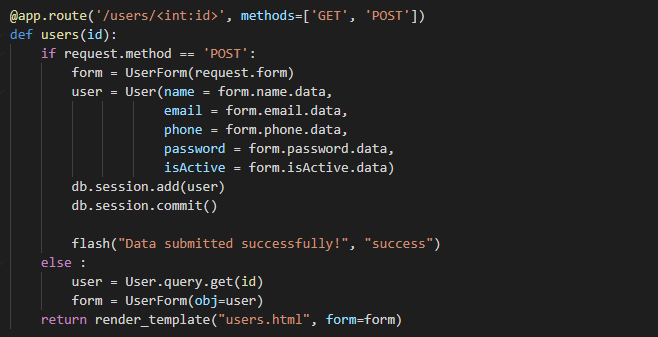 @app.route('/users/<int:id>', methods=['GET', 'POST'])
def users(id):
    if request.method == 'POST':
        form = UserForm(request.form)
        user = User(name = form.name.data,
                    email = form.email.data,
                    phone = form.phone.data,
                    password = form.password.data,
                    isActive = form.isActive.data)
        db.session.add(user)
        db.session.commit()

        flash("Data submitted successfully!", "success")
    else :
        user = User.query.get(id)
        form = UserForm(obj=user)
    return render_template("users.html", form=form)